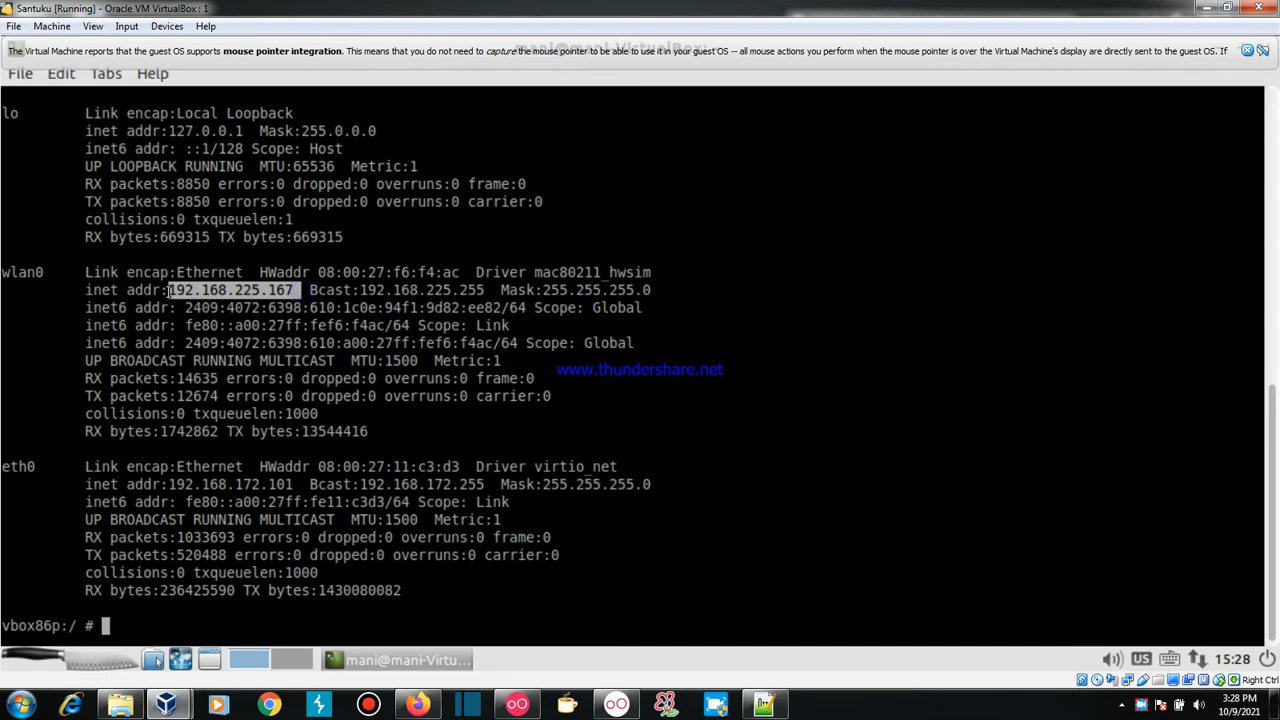 Santuku [Running] - Oracle VM VirtualBox : 1
File Machine View Input Devices Help
The Virtual Machine reports that the guest OS supports mouse pointer integration. This means that you do not need to capture the mouse pointer to be able to use it in your guest OS -- all mouse actions you perform when the mouse pointer is over the Virtual Machine's display are directly sent to the guest OS. If
mani@mani-VirtualBox:
File Edit Tabs Help
lo Link encap:Local Loopback
inet addr:127.0.0.1 Mask:255.0.0.0
inet6 addr: ::1/128 Scope: Host
UP LOOPBACK RUNNING MTU:65536 Metric:1
RX packets:8850 errors:0 dropped:0 overruns:0 frame:0
TX packets:8850 errors:0 dropped:0 overruns:0 carrier:0
collisions:0 txqueuelen:1
RX bytes:669315 TX bytes:669315
wlan0 Link encap:Ethernet HWaddr 08:00:27:f6:f4:ac Driver mac80211_hwsim
inet addr:192.168.225.167 Bcast:192.168.225.255 Mask:255.255.255.0
inet6 addr: 2409:4072:6398:610:1c0e:94f1:9d82:ee82/64 Scope: Global
inet6 addr: fe80::a00:27ff:fef6:f4ac/64 Scope: Link
inet6 addr: 2409:4072:6398:610:a00:27ff:fef6:f4ac/64 Scope: Global
UP BROADCAST RUNNING MULTICAST MTU:1500 Metric:1
www.thundershare.net
RX packets:14635 errors:0 dropped:0 overruns:0 frame:0
TX packets:12674 errors:0 dropped:0 overruns:0 carrier:0
collisions:0 txqueuelen:1000
RX bytes:1742862 TX bytes:13544416
eth0 Link encap:Ethernet HWaddr 08:00:27:11:c3:d3 Driver virtio_net
inet addr:192.168.172.101 Bcast:192.168.172.255 Mask:255.255.255.0
inet6 addr: fe80::a00:27ff:fe11:c3d3/64 Scope: Link
UP BROADCAST RUNNING MULTICAST MTU:1500 Metric:1
RX packets:1033693 errors:0 dropped:0 overruns:0 frame:0
TX packets:520488 errors:0 dropped:0 overruns:0 carrier:0
collisions:0 txqueuelen:1000
RX bytes:236425590 TX bytes:1430080082
vbox86p:/ #
mani@mani-Virtu...
US
15:28
Right Ctrl
3:28 PM
10/9/2021